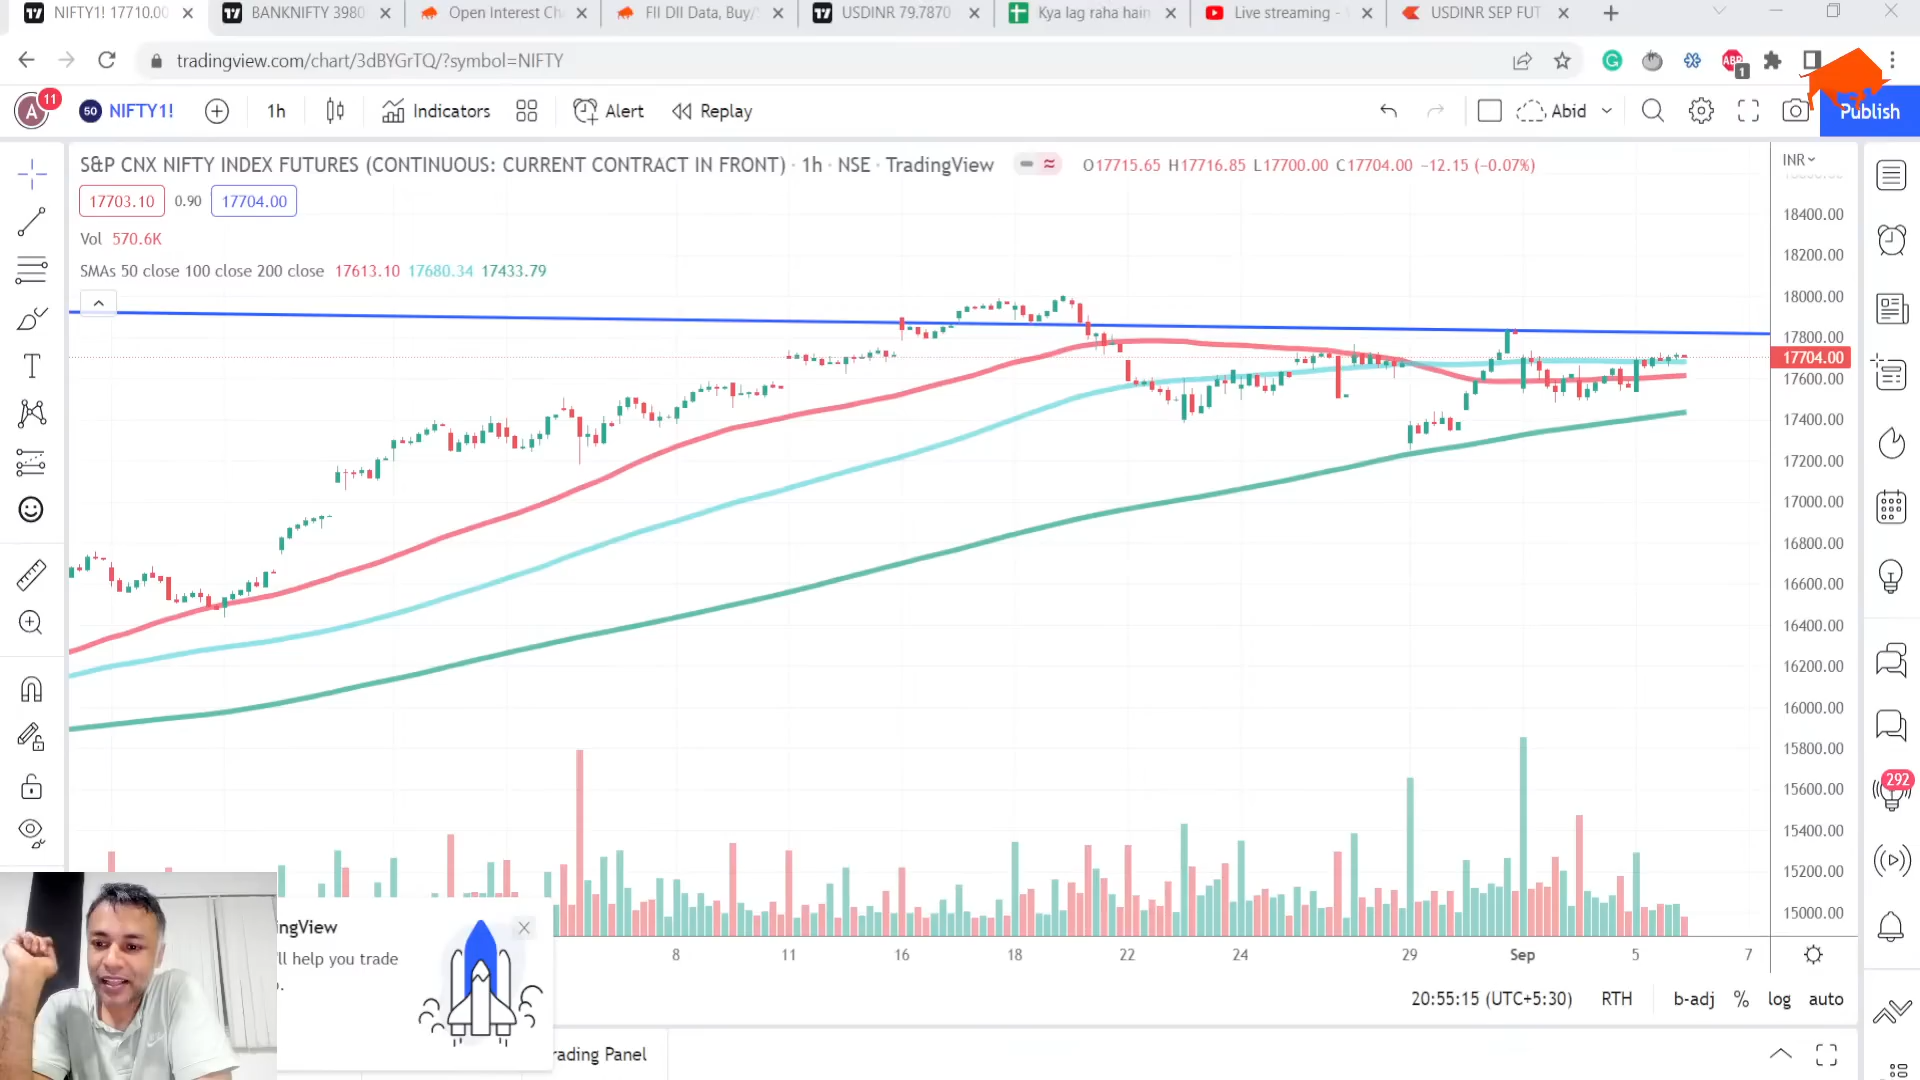 NIFTY1! 17710.00
BANKNIFTY 3980
Open Interest Ch
FII DII Data, Buy/
USDINR 79.7870
Kya lag raha hain
Live streaming -
USDINR SEP FUT
tradingview.com/chart/3dBYGrTQ/?symbol=NIFTY
ABP
1
A
11
50
NIFTY1!
1h
Indicators
Alert
Replay
Abid
Publish
S&P CNX NIFTY INDEX FUTURES (CONTINUOUS: CURRENT CONTRACT IN FRONT) · 1h · NSE · TradingView
O17715.65 H17716.85 L17700.00 C17704.00 −12.15 (−0.07%)
INR
17703.10
0.90
17704.00
Vol 570.6K
SMAs 50 close 100 close 200 close 17613.10 17680.34 17433.79
18400.00
18200.00
18000.00
17800.00
17704.00
17600.00
17400.00
17200.00
17000.00
16800.00
16600.00
16400.00
16200.00
16000.00
15800.00
15600.00
15400.00
15200.00
15000.00
292
8
11
16
18
22
24
29
Sep
5
7
ingView
'll help you trade
20:55:15 (UTC+5:30)
RTH
b-adj
%
log
auto
rading Panel